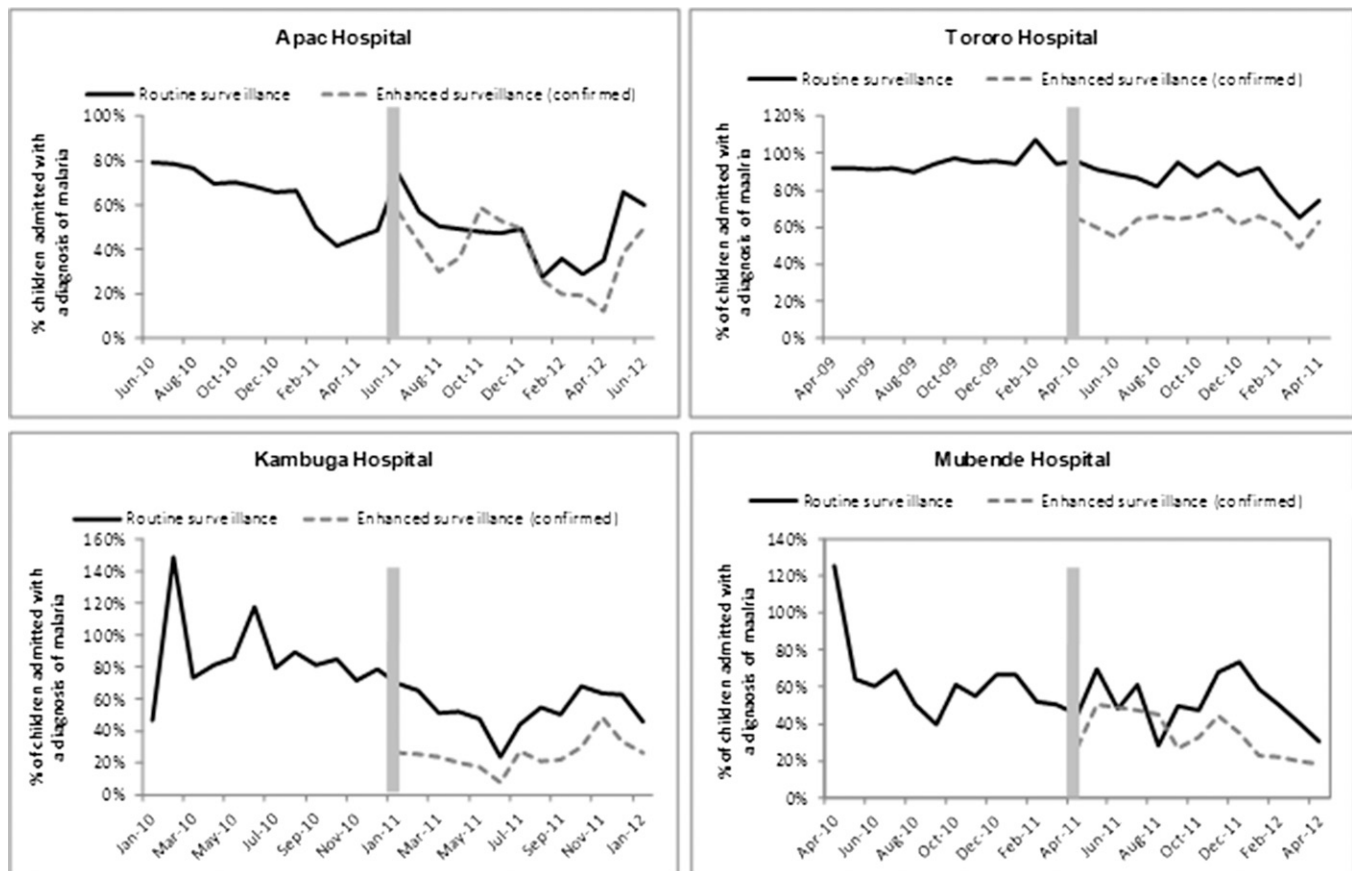 Apac Hospital
Routine surveillance
Enhanced surveillance (confirmed)
% children admitted with
a diagnosis of malaria
100%
80%
60%
40%
20%
0%
Jun-10
Aug-10
Oct-10
Dec-10
Feb-11
Apr-11
Jun-11
Aug-11
Oct-11
Dec-11
Feb-12
Apr-12
Jun-12
Tororo Hospital
Routine surveillance
Enhanced surveillance (confirmed)
% of children admitted with
a diagnosis of maalria
120%
100%
80%
60%
40%
20%
0%
Apr-09
Jun-09
Aug-09
Oct-09
Dec-09
Feb-10
Apr-10
Jun-10
Aug-10
Oct-10
Dec-10
Feb-11
Apr-11
Kambuga Hospital
Routine surveillance
Enhanced surveillance (confirmed)
% of children admitted with
a diagnosis of malaria
160%
140%
120%
100%
80%
60%
40%
20%
0%
Jan-10
Mar-10
May-10
Jul-10
Sep-10
Nov-10
Jan-11
Mar-11
May-11
Jul-11
Sep-11
Nov-11
Jan-12
Mubende Hospital
Routine surveillance
Enhanced surveillance (confirmed)
% of children admitted with
a dignaosis of maalria
140%
120%
100%
80%
60%
40%
20%
0%
Apr-10
Jun-10
Aug-10
Oct-10
Dec-10
Feb-11
Apr-11
Jun-11
Aug-11
Oct-11
Dec-11
Feb-12
Apr-12